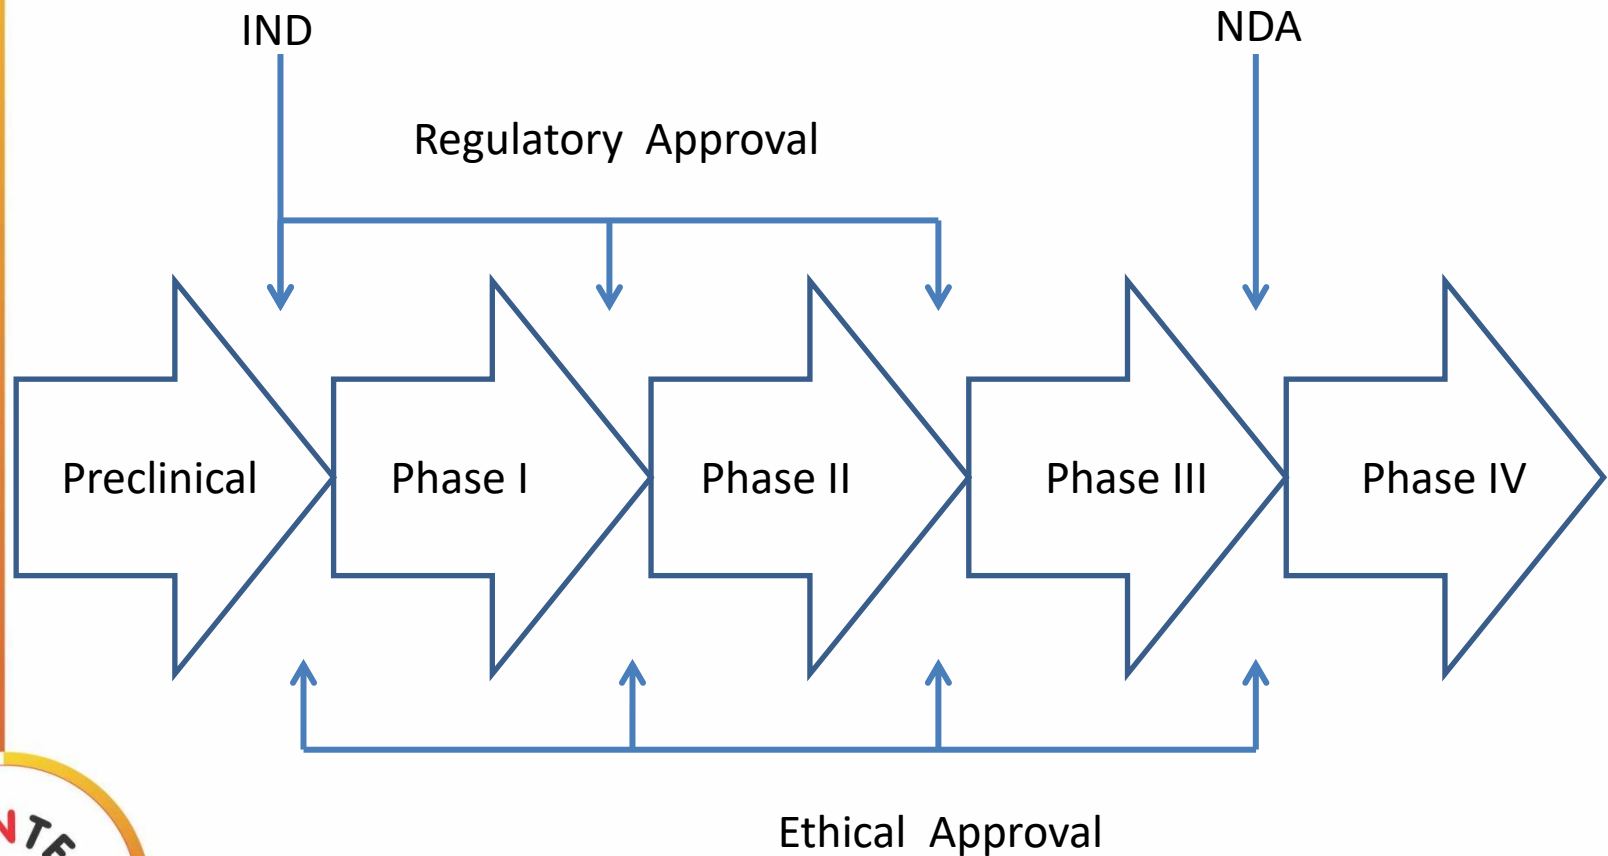 IND
NDA
Regulatory Approval
Preclinical
Phase I
Phase II
Phase III
Phase IV
Ethical Approval